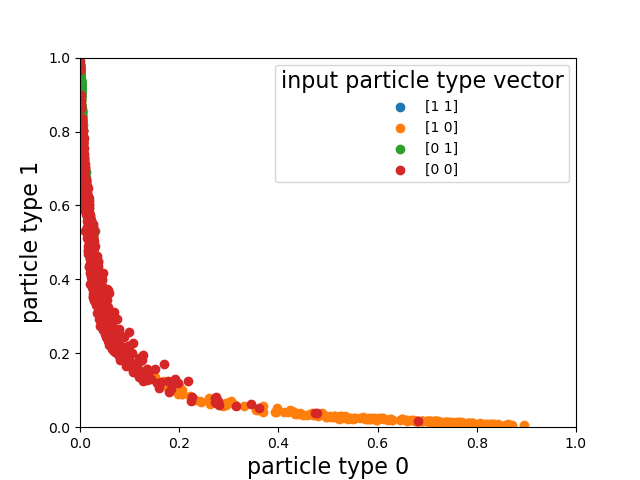 1.0
0.8
0.6
0.4
0.2
0.0
particle type 1
input particle type vector
[1 1]
[1 0]
[0 1]
[0 0]
0.0 0.2 0.4 0.6 0.8 1.0
particle type 0